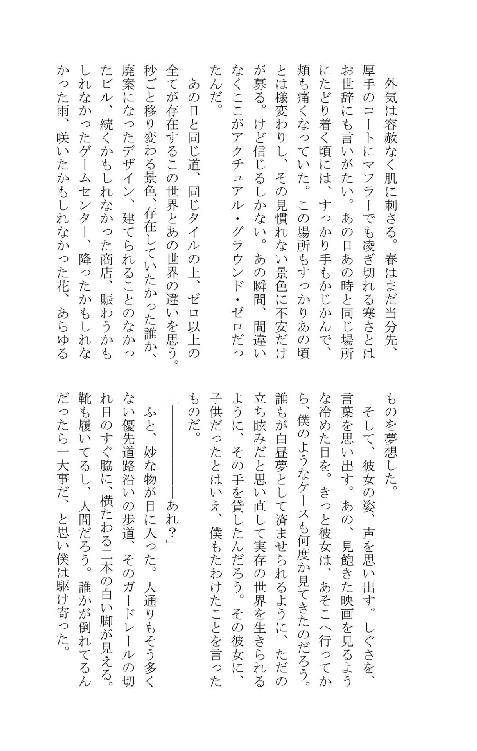 外気は容赦なく肌に刺さる。春はまだ当分先、
厚手のコートにマフラーでも凌ぎ切れる寒さとは
お世辞にも言いがたい。あの日あの時と同じ場所
にたどり着く頃には、すっかり手もかじかんで、
頬も痛くなっていた。この場所もすっかりあの頃
とは様変わりし、その見慣れない景色に不安だけ
が募る。けど信じるしかない。あの瞬間、間違い
なくここがアクチュアル・グラウンド・ゼロだっ
たんだ。
　あの日と同じ道、同じタイルの上、ゼロ以上の
全てが存在するこの世界とあの世界の違いを思う。
秒ごと移り変わる景色、存在していたかった誰か、
廃案になったデザイン、建てられることのなかっ
たビル、続くかもしれなかった商店、賑わうかも
しれなかったゲームセンター、降ったかもしれな
かった雨、咲いたかもしれなかった花、あらゆる
ものを夢想した。
　そして、彼女の姿、声を思い出す。しぐさを、
言葉を思い出す。あの、見飽きた映画を見るよう
な冷めた目を。きっと彼女は、あそこへ行ってか
ら、僕のようなケースも何度か見てきたのだろう。
誰もが白昼夢として済ませられるように、ただの
立ち眩みだと思い直して実存の世界を生きられる
ように、その手を貸したんだろう。その彼女に、
子供だったとはいえ、僕もたわけたことを言った
ものだ。
「――――――あれ？」
　ふと、妙な物が目に入った。人通りもそう多く
ない優先道路沿いの歩道、そのガードレールの切
れ目のすぐ脇に、横たわる二本の白い脚が見える。
靴も履いてるし、人間だろう。誰かが倒れてるん
だったら一大事だ、と思い僕は駆け寄った。